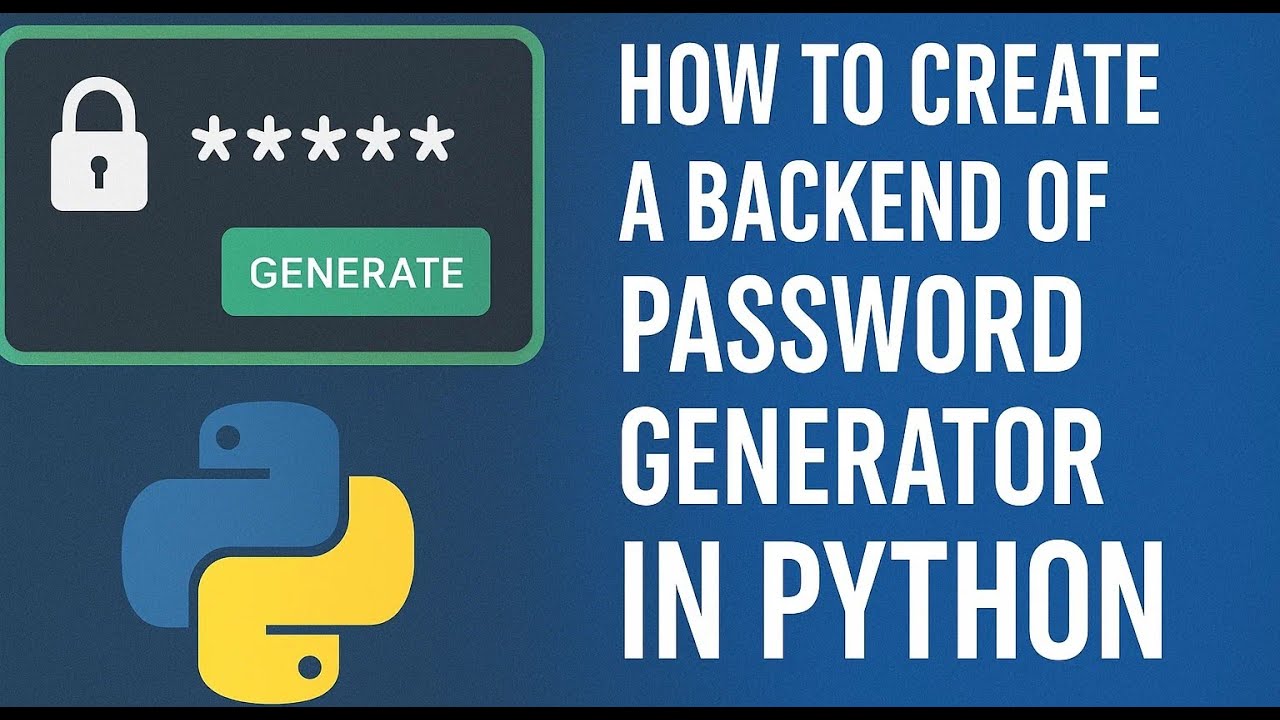 *****
GENERATE
HOW TO CREATE
A BACKEND OF
PASSWORD
GENERATOR
IN PYTHON